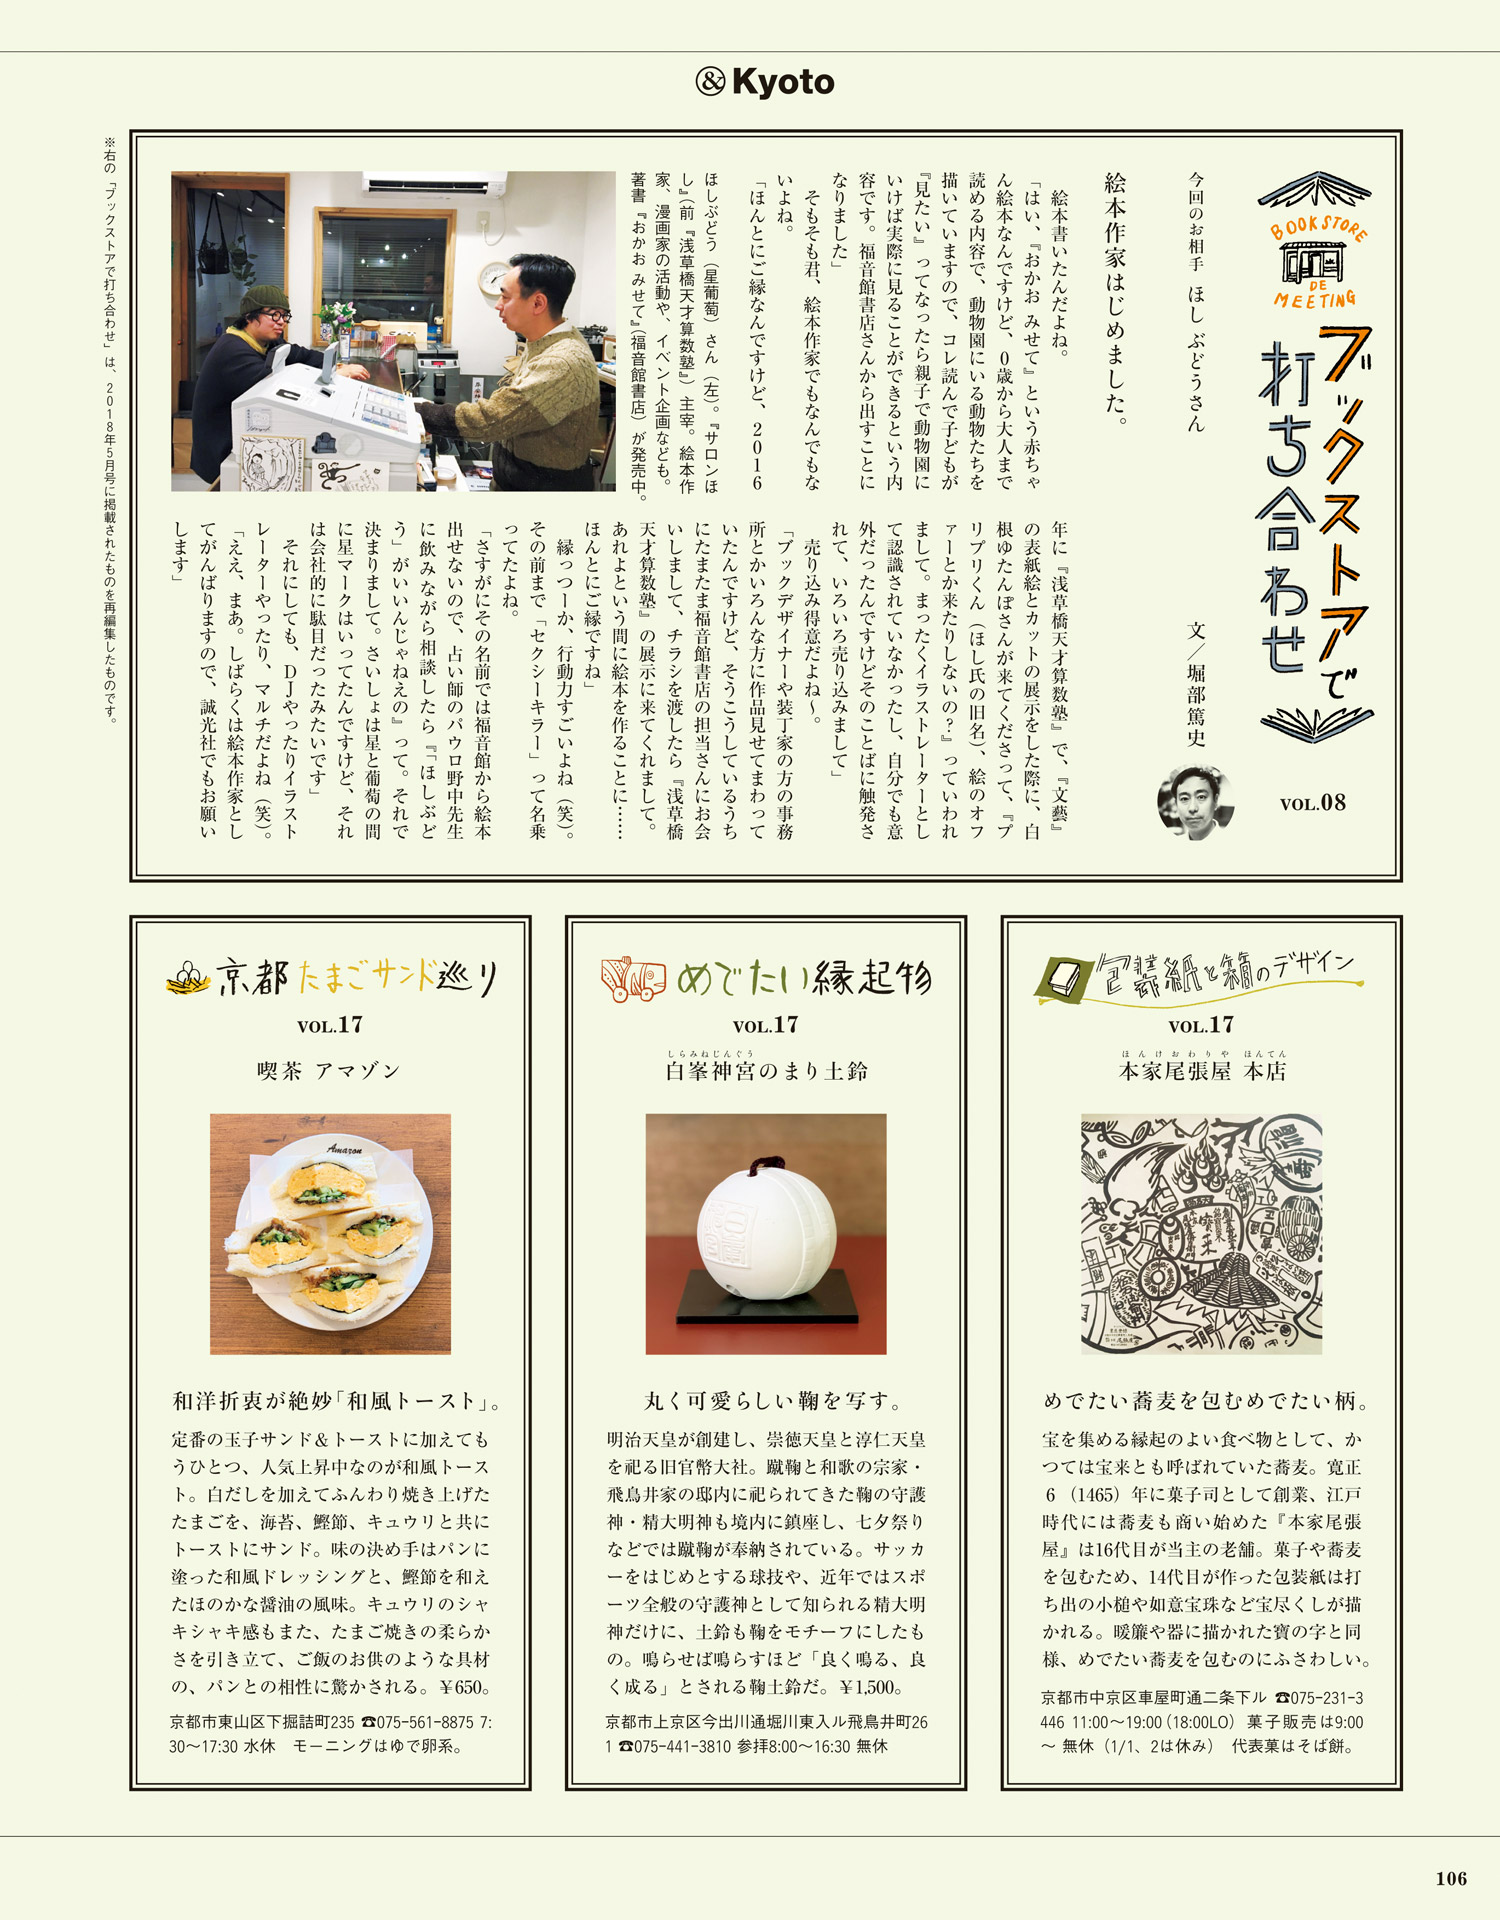 & Kyoto
BOOK STORE
DE
MEETING
ブックストアで
打ち合わせ
VOL.08
今回のお相手　ほし ぶどうさん
文／堀部篤史
絵本作家はじめました。
　絵本書いたんだよね。
「はい、『おかお みせて』という赤ちゃ
ん絵本なんですけど、０歳から大人まで
読める内容で、動物園にいる動物たちを
描いていますので、コレ読んで子どもが
『見たい』ってなったら親子で動物園に
いけば実際に見ることができるという内
容です。福音館書店さんから出すことに
なりました」
　そもそも君、絵本作家でもなんでもな
いよね。
「ほんとにご縁なんですけど、２０１６
年に『浅草橋天才算数塾』で、『文藝』
の表紙絵とカットの展示をした際に、白
根ゆたんぽさんが来てくださって、『プ
リプリくん（ほし氏の旧名）、絵のオフ
ァーとか来たりしないの？』っていわれ
まして。まったくイラストレーターとし
て認識されていなかったし、自分でも意
外だったんですけどそのことばに触発さ
れて、いろいろ売り込みまして」
　売り込み得意だよね〜。
「ブックデザイナーや装丁家の方の事務
所とかいろんな方に作品見せてまわって
いたんですけど、そうこうしているうち
にたまたま福音館書店の担当さんにお会
いしまして、チラシを渡したら『浅草橋
天才算数塾』の展示に来てくれまして。
あれよという間に絵本を作ることに……
ほんとにご縁ですね」
　縁っつーか、行動力すごいよね（笑）。
その前まで「セクシーキラー」って名乗
ってたよね。
「さすがにその名前では福音館から絵本
出せないので、占い師のパウロ野中先生
に飲みながら相談したら『「ほしぶど
う」がいいんじゃねえの』って。それで
決まりまして。さいしょは星と葡萄の間
に星マークはいってたんですけど、それ
は会社的に駄目だったみたいです」
　それにしても、ＤＪやったりイラスト
レーターやったり、マルチだよね（笑）。
「ええ、まあ。しばらくは絵本作家とし
てがんばりますので、誠光社でもお願い
します」
ほしぶどう（星葡萄）さん（左）。『サロンほ
し』（前『浅草橋天才算数塾』）主宰。絵本作
家、漫画家の活動や、イベント企画なども。
著書『おかお みせて』（福音館書店）が発売中。
※右の「ブックストアで打ち合わせ」は、２０１８年５月号に掲載されたものを再編集したものです。
包装紙と箱のデザイン
VOL.17
ほんけおわりや ほんてん
本家尾張屋 本店
めでたい蕎麦を包むめでたい柄。
宝を集める縁起のよい食べ物として、か
つては宝来とも呼ばれていた蕎麦。寛正
6（1465）年に菓子司として創業、江戸
時代には蕎麦も商い始めた『本家尾張
屋』は16代目が当主の老舗。菓子や蕎麦
を包むため、14代目が作った包装紙は打
ち出の小槌や如意宝珠など宝尽くしが描
かれる。暖簾や器に描かれた寶の字と同
様、めでたい蕎麦を包むのにふさわしい。
京都市中京区車屋町通二条下ル ☎075-231-3
446 11:00〜19:00（18:00LO）菓子販売は9:00
〜 無休（1/1、2は休み）　代表菓はそば餅。
めでたい縁起物
VOL.17
しらみねじんぐう
白峯神宮のまり土鈴
丸く可愛らしい鞠を写す。
明治天皇が創建し、崇徳天皇と淳仁天皇
を祀る旧官幣大社。蹴鞠と和歌の宗家・
飛鳥井家の邸内に祀られてきた鞠の守護
神・精大明神も境内に鎮座し、七夕祭り
などでは蹴鞠が奉納されている。サッカ
ーをはじめとする球技や、近年ではスポ
ーツ全般の守護神として知られる精大明
神だけに、土鈴も鞠をモチーフにしたも
の。鳴らせば鳴らすほど「良く鳴る、良
く成る」とされる鞠土鈴だ。￥1,500。
京都市上京区今出川通堀川東入ル飛鳥井町26
1 ☎075-441-3810 参拝8:00〜16:30 無休
京都たまごサンド巡り
VOL.17
喫茶 アマゾン
Amazon
和洋折衷が絶妙「和風トースト」。
定番の玉子サンド＆トーストに加えても
うひとつ、人気上昇中なのが和風トース
ト。白だしを加えてふんわり焼き上げた
たまごを、海苔、鰹節、キュウリと共に
トーストにサンド。味の決め手はパンに
塗った和風ドレッシングと、鰹節を和え
たほのかな醤油の風味。キュウリのシャ
キシャキ感もまた、たまご焼きの柔らか
さを引き立て、ご飯のお供のような具材
の、パンとの相性に驚かされる。￥650。
京都市東山区下堀詰町235 ☎075-561-8875 7:
30〜17:30 水休　モーニングはゆで卵系。
106